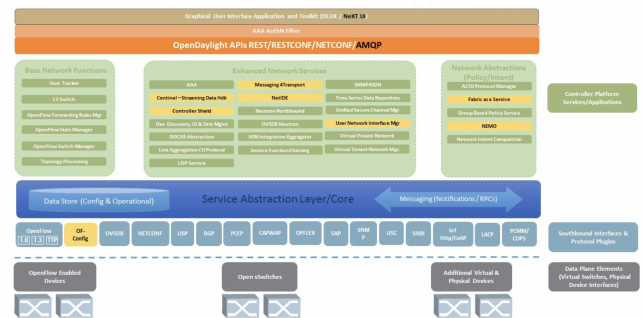 Graphical User Interface Application and Toolkit (DLUX / NeXT UI)
AAA AuthN Filter
OpenDaylight APIs REST/RESTCONF/NETCONF/AMQP
Base Network Functions
Host Tracker
L2 Switch
OpenFlow Forwarding Rules Mgr
OpenFlow Stats Manager
OpenFlow Switch Manager
Topology Processing
Enhanced Network Services
AAA
Centinel – Streaming Data Hdlr
Controller Shield
Dev Discovery, ID & Drvr Mgmt
DOCSIS Abstraction
Link Aggregation Ctl Protocol
LISP Service
Messaging 4Transport
NetIDE
Neutron Northbound
OVSDB Neutron
SDN Integration Aggregator
Service Function Chaining
SNMP4SDN
Time Series Data Repository
Unified Secure Channel Mgr
User Network Interface Mgr
Virtual Private Network
Virtual Tenant Network Mgr.
Network Abstractions
(Policy/Intent)
ALTO Protocol Manager
Fabric as a Service
Group Based Policy Service
NEMO
Network Intent Composition
Controller Platform
Services/Applications
Data Store (Config & Operational)
Service Abstraction Layer/Core
Messaging (Notifications / RPCs)
OpenFlow
1.0 1.3 TTP
OF-
Config
OVSDB
NETCONF
LISP
BGP
PCEP
CAPWAP
OPFLEX
SXP
SNM
P
USC
SNBI
IoT
Http/CoAP
LACP
PCMM/
COPS
Southbound Interfaces &
Protocol Plugins
OpenFlow Enabled
Devices
Open vSwitches
Additional Virtual &
Physical Devices
Data Plane Elements
(Virtual Switches, Physical
Device Interfaces)